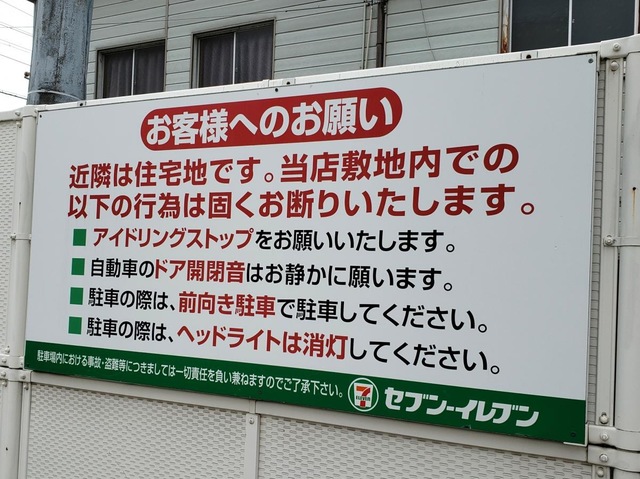 お客様へのお願い
近隣は住宅地です。当店敷地内での
以下の行為は固くお断りいたします。
■アイドリングストップをお願いいたします。
■自動車のドア開閉音はお静かに願います。
■駐車の際は、前向き駐車で駐車してください。
■駐車の際は、ヘッドライトは消灯してください。
駐車場内における事故・盗難等につきましては一切責任を負い兼ねますのでご了承下さい。
7 ELEVEN セブン-イレブン